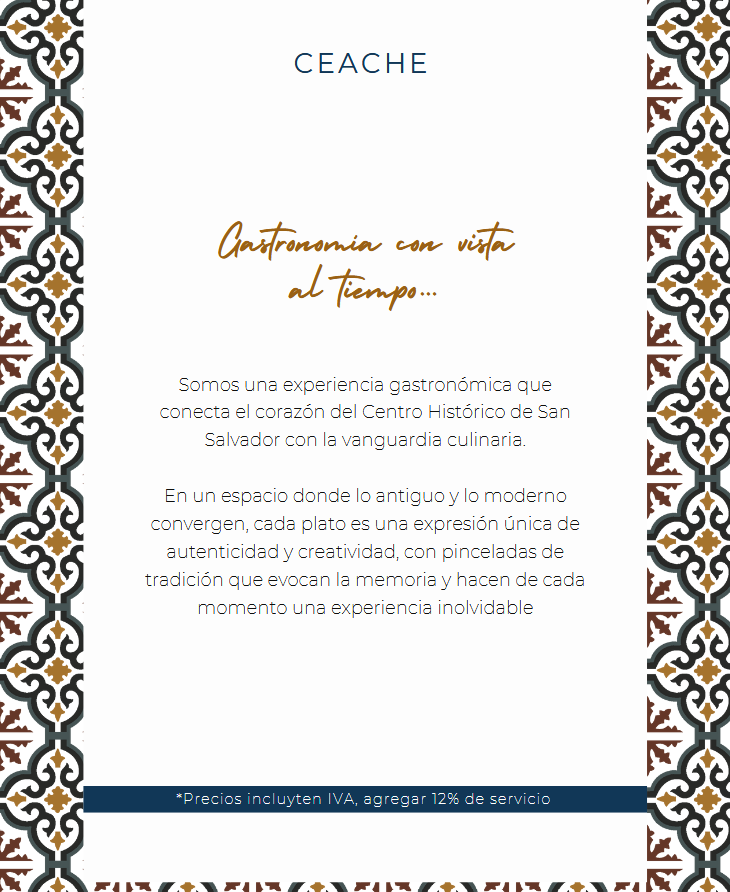 CEACHE
Gastronomía con vista
al tiempo...
Somos una experiencia gastronómica que
conecta el corazón del Centro Histórico de San
Salvador con la vanguardia culinaria.
En un espacio donde lo antiguo y lo moderno
convergen, cada plato es una expresión única de
autenticidad y creatividad, con pinceladas de
tradición que evocan la memoria y hacen de cada
momento una experiencia inolvidable
*Precios incluyten IVA, agregar 12% de servicio